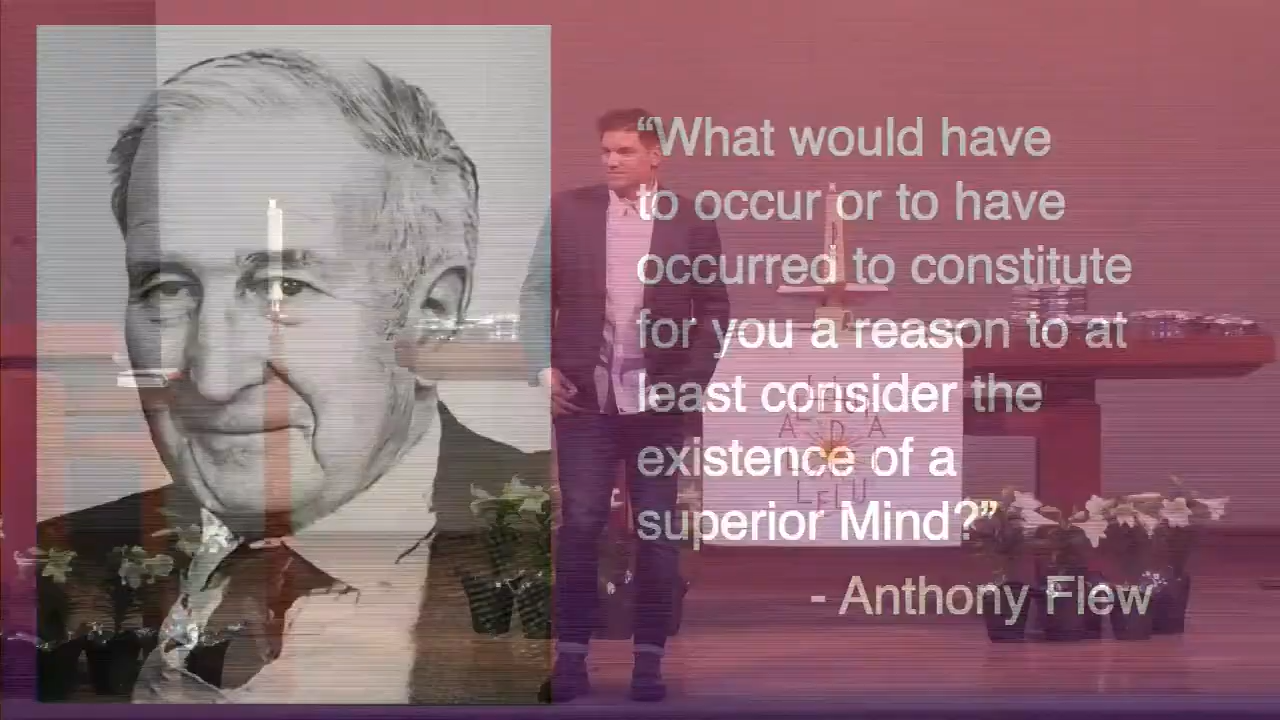 “What would have
to occur or to have
occurred to constitute
for you a reason to at
least consider the
existence of a
superior Mind?”
- Anthony Flew